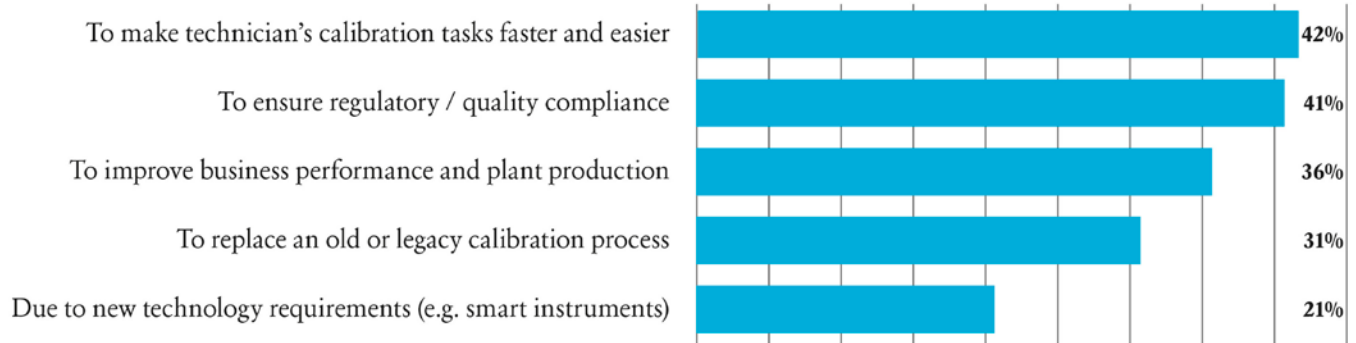 To make technician's calibration tasks faster and easier 42%
To ensure regulatory / quality compliance 41%
To improve business performance and plant production 36%
To replace an old or legacy calibration process 31%
Due to new technology requirements (e.g. smart instruments) 21%